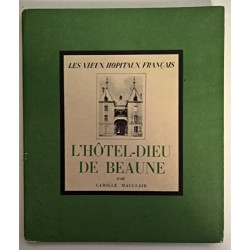 LES VIEUX HOPITAUX FRANÇAIS
L'HÔTEL-DIEU
DE BEAUNE
PAR
CAMILLE MAUCLAIR